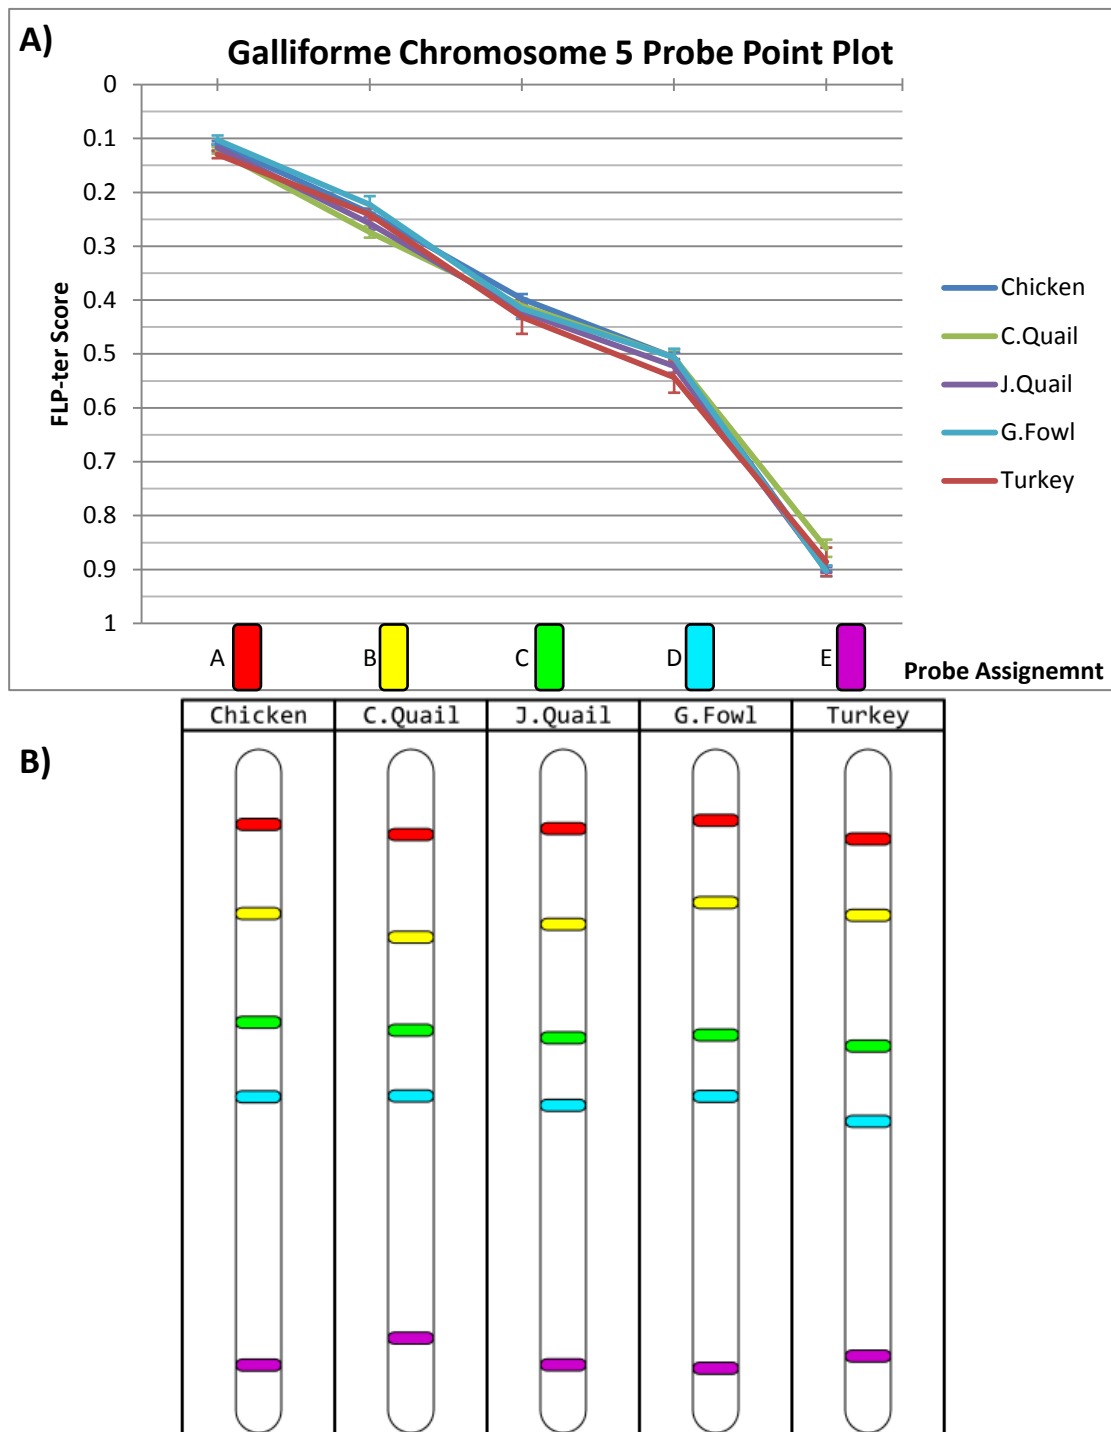 A)
Galliforme Chromosome 5 Probe Point Plot
0
0.1
0.2
0.3
0.4
0.5
0.6
0.7
0.8
0.9
1
FLP-ter Score
Chicken
C.Quail
J.Quail
G.Fowl
Turkey
A B C D E
Probe Assignemnt
B)
Chicken C.Quail J.Quail G.Fowl Turkey